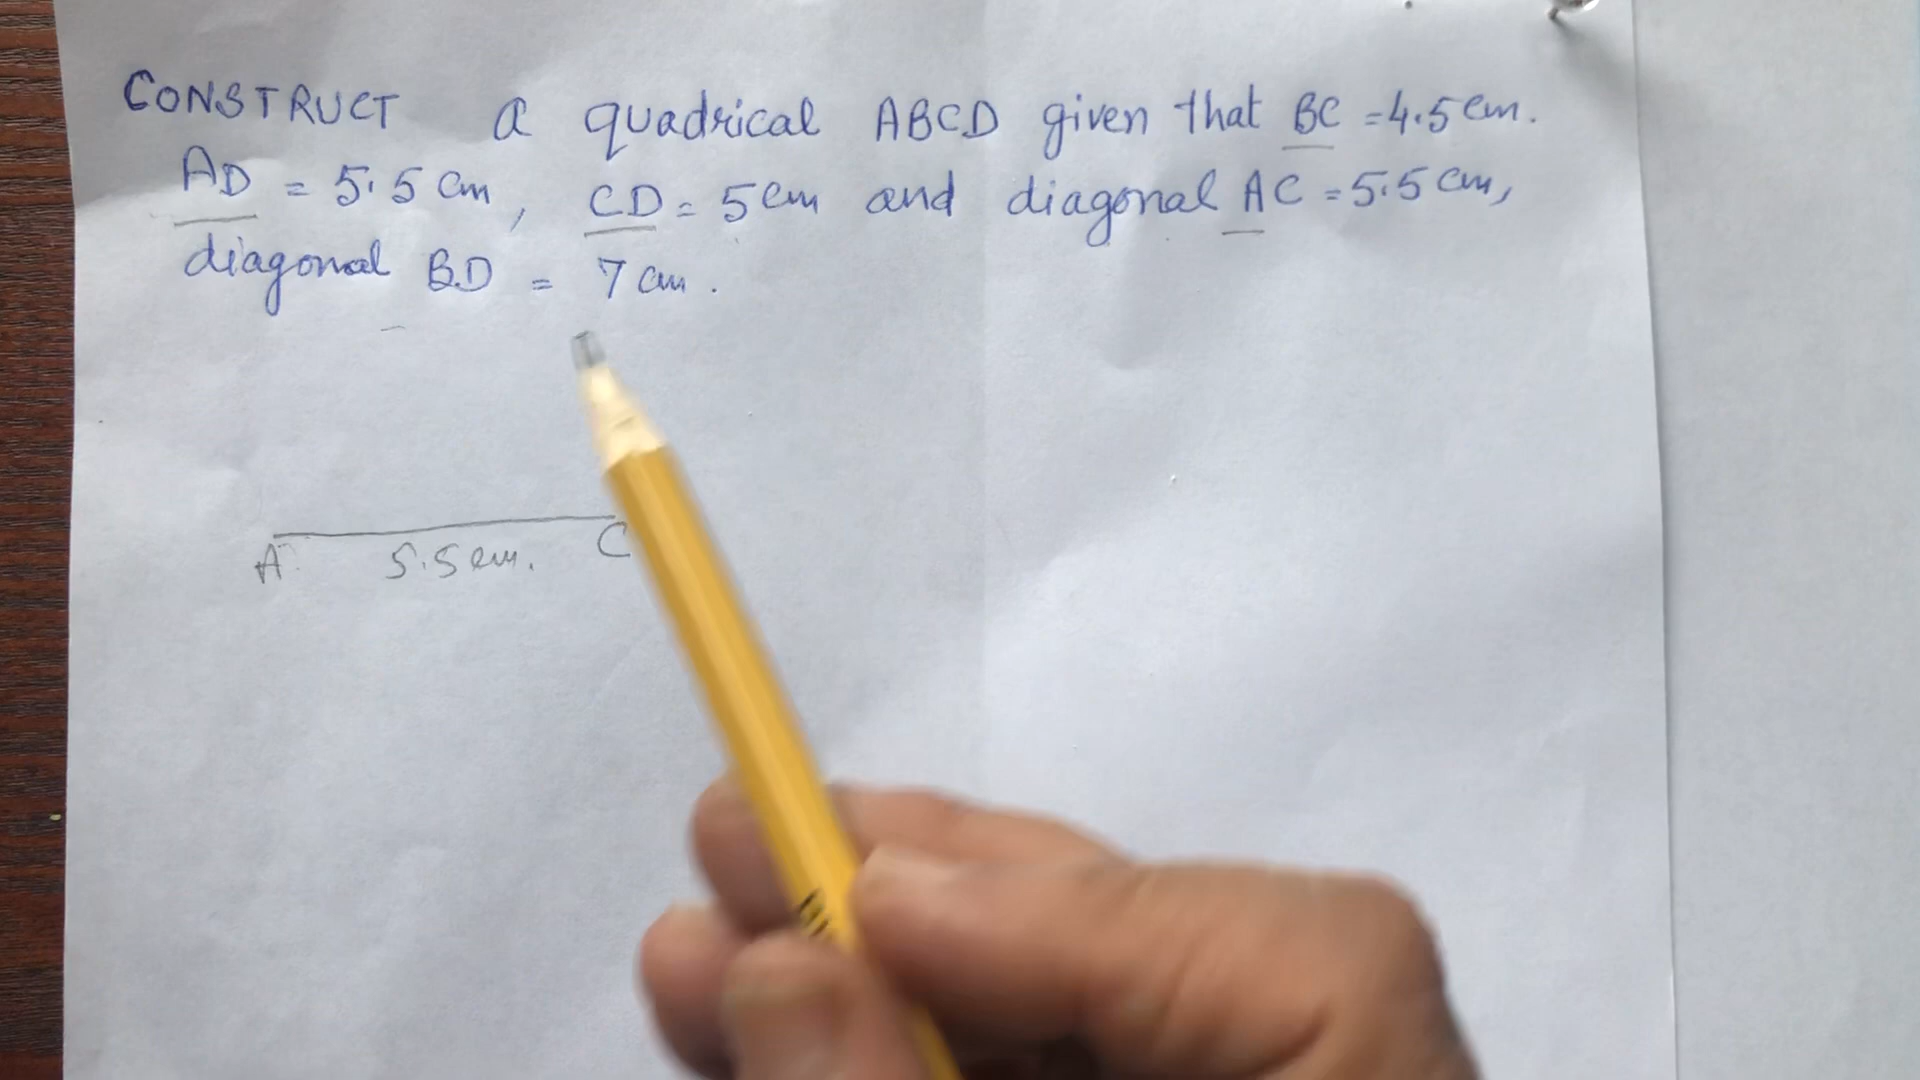 CONSTRUCT a quadrical ABCD given that BC = 4.5 cm.
AD = 5.5 cm, CD = 5 cm and diagonal AC = 5.5 cm,
diagonal BD = 7 cm.
A 5.5 cm. C